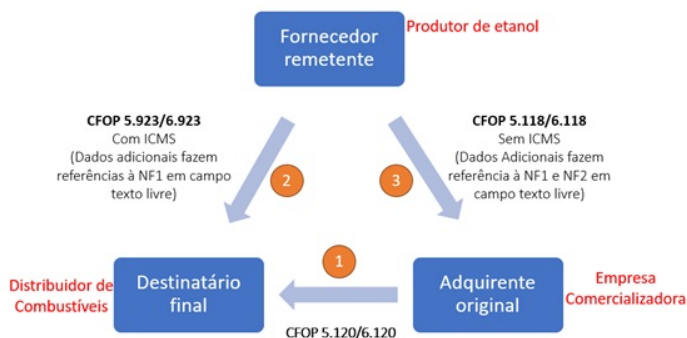 Fornecedor
remetente
Produtor de etanol
CFOP 5.923/6.923
Com ICMS
(Dados adicionais fazem
referências à NF1 em campo
texto livre)
2
3
CFOP 5.118/6.118
Sem ICMS
(Dados Adicionais fazem
referência à NF1 e NF2 em
campo texto livre)
1
Distribuidor de
Combustíveis
Destinatário
final
Adquirente
original
Empresa
Comercializadora
CFOP 5.120/6.120